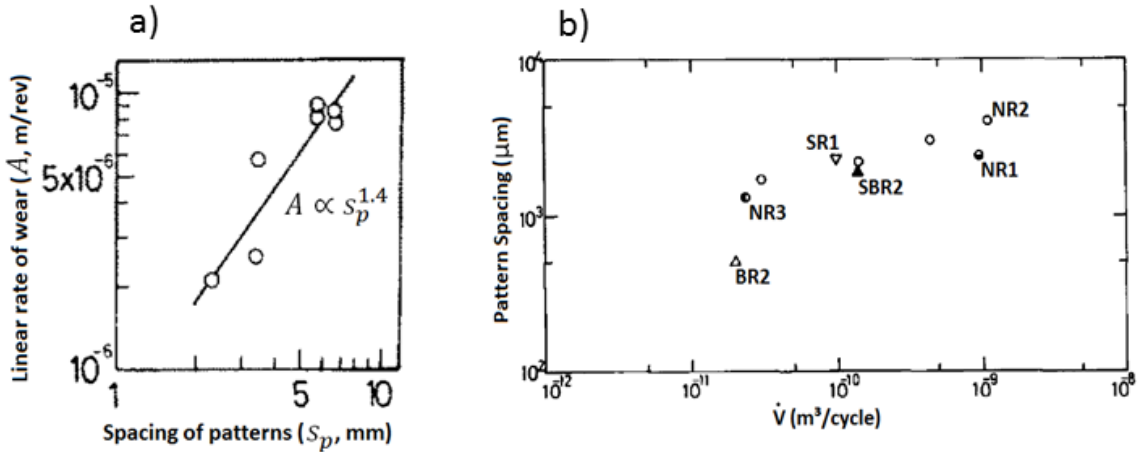 a)
Linear rate of wear (A, m/rev)
10⁻⁵
5x10⁻⁶
10⁻⁶
A ∝ s_p^1.4
1
5
10
Spacing of patterns (s_p, mm)
b)
Pattern Spacing (μm)
10⁴
10³
10²
SR1
NR2
NR1
SBR2
NR3
BR2
10⁻¹²
10⁻¹¹
10⁻¹⁰
10⁻⁹
10⁻⁸
V̇ (m³/cycle)